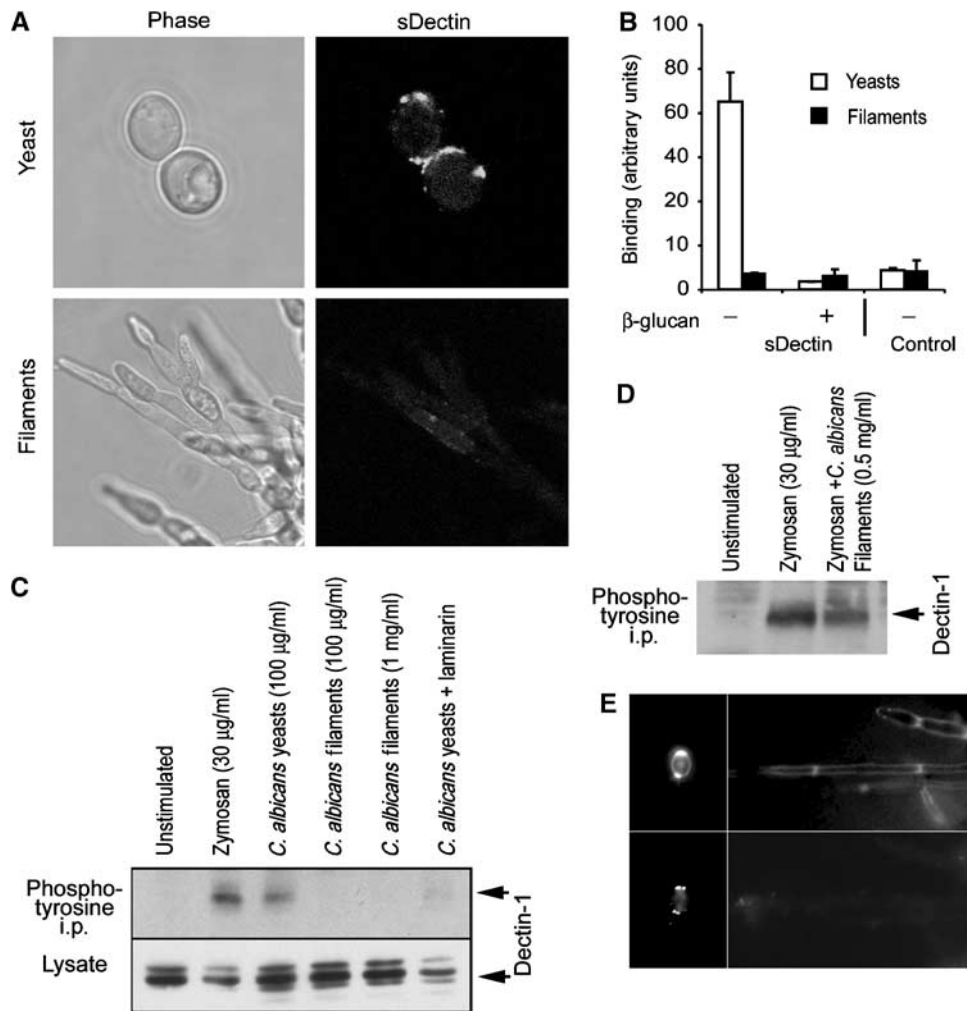 A
Phase
sDectin
Yeast
Filaments
B
Binding (arbitrary units)
100
80
60
40
20
10
0
Yeasts
Filaments
β-glucan
–
+
–
sDectin
Control
C
Unstimulated
Zymosan (30 μg/ml)
C. albicans yeasts (100 μg/ml)
C. albicans filaments (100 μg/ml)
C. albicans filaments (1 mg/ml)
C. albicans yeasts + laminarin
Phospho-
tyrosine
i.p.
Lysate
Dectin-1
D
Unstimulated
Zymosan (30 μg/ml)
Zymosan +C. albicans
Filaments (0.5 mg/ml)
Phospho-
tyrosine
i.p.
Dectin-1
E